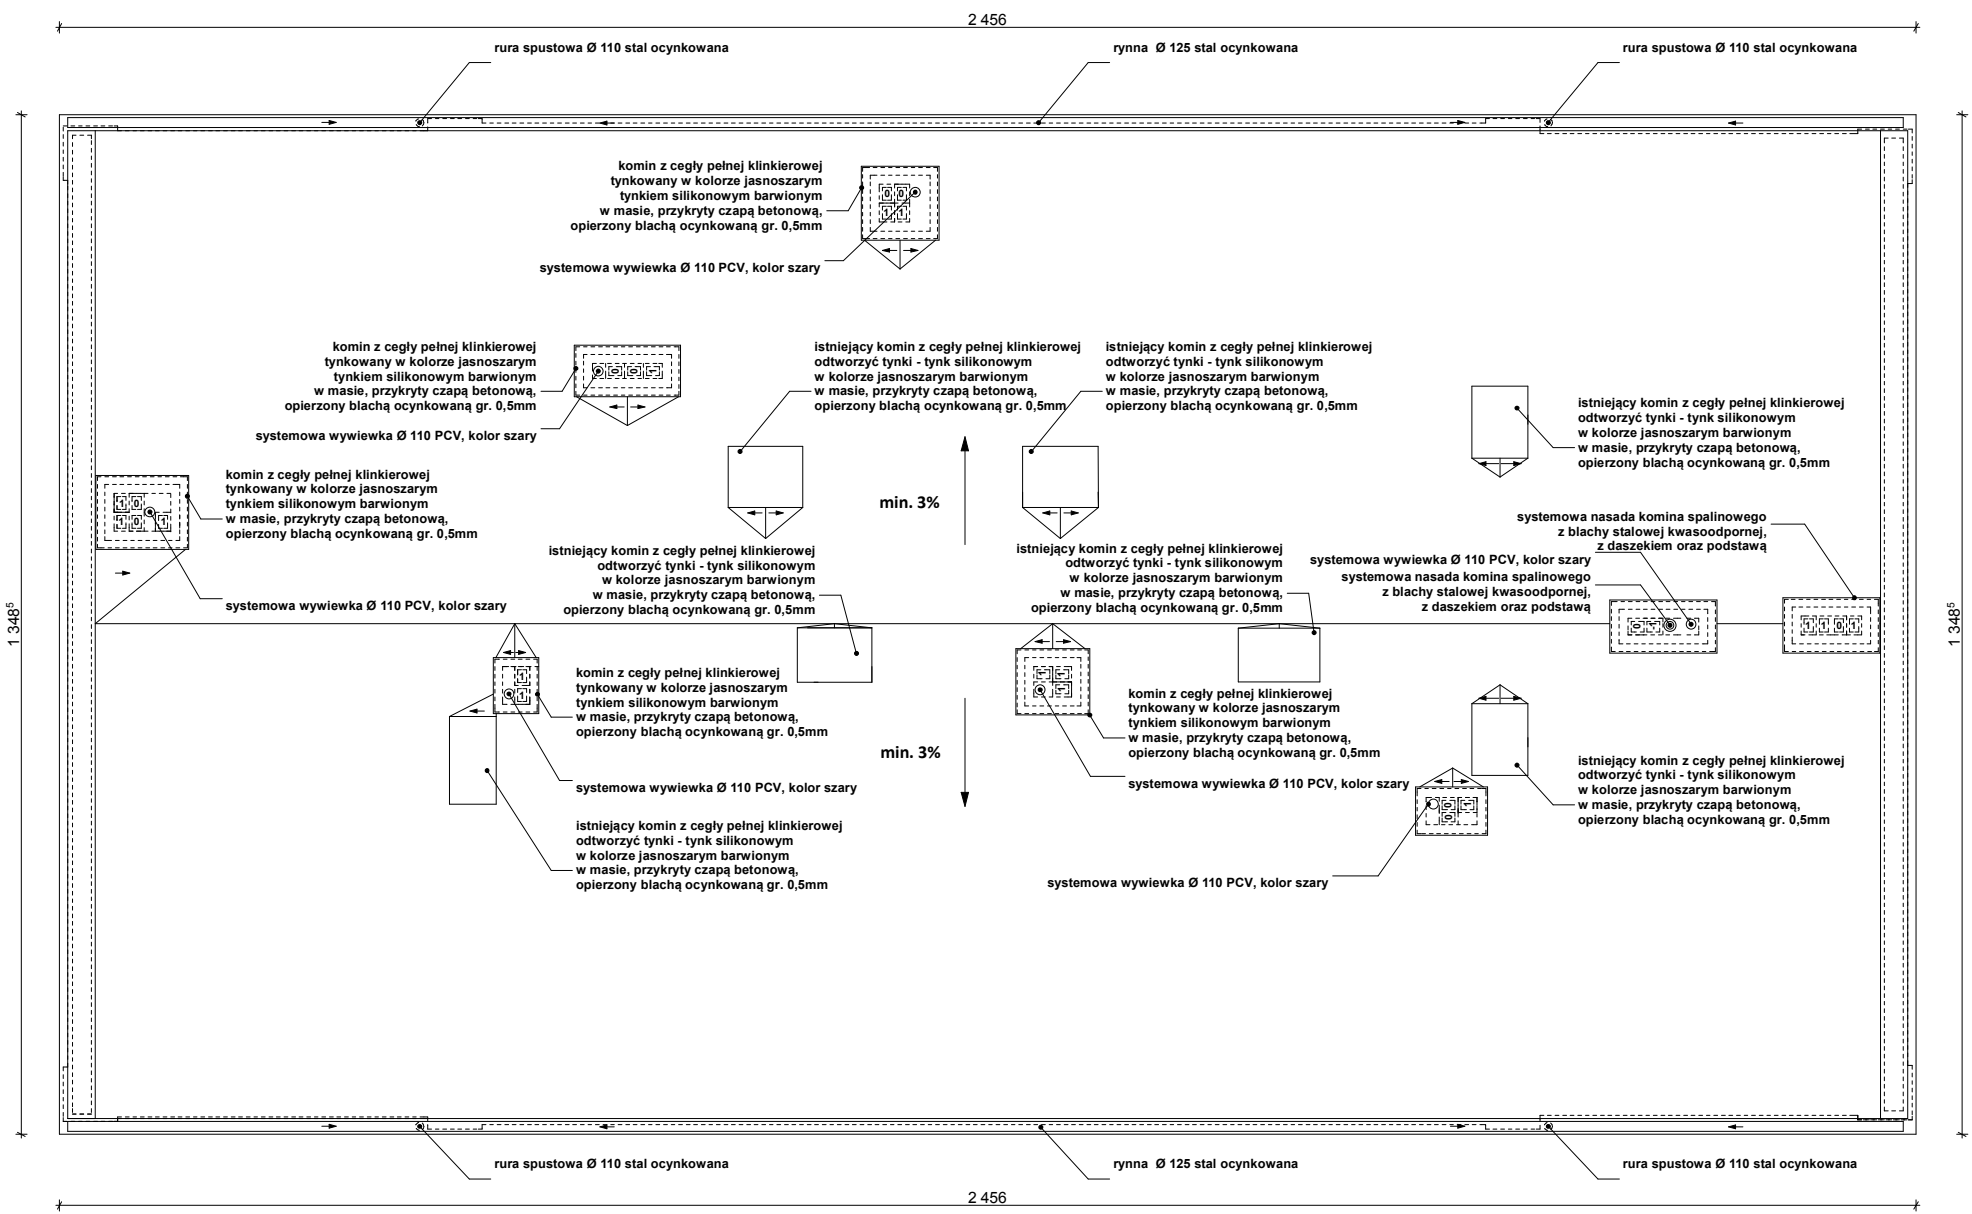 2 456
rura spustowa Ø 110 stal ocynkowana
rynna Ø 125 stal ocynkowana
rura spustowa Ø 110 stal ocynkowana
komin z cegły pełnej klinkierowej
tynkowany w kolorze jasnoszarym
tynkiem silikonowym barwionym
w masie, przykryty czapą betonową,
opierzony blachą ocynkowaną gr. 0,5mm
systemowa wywiewka Ø 110 PCV, kolor szary
komin z cegły pełnej klinkierowej
tynkowany w kolorze jasnoszarym
tynkiem silikonowym barwionym
w masie, przykryty czapą betonową,
opierzony blachą ocynkowaną gr. 0,5mm
systemowa wywiewka Ø 110 PCV, kolor szary
istniejący komin z cegły pełnej klinkierowej
odtworzyć tynki - tynk silikonowym
w kolorze jasnoszarym barwionym
w masie, przykryty czapą betonową,
opierzony blachą ocynkowaną gr. 0,5mm
istniejący komin z cegły pełnej klinkierowej
odtworzyć tynki - tynk silikonowym
w kolorze jasnoszarym barwionym
w masie, przykryty czapą betonową,
opierzony blachą ocynkowaną gr. 0,5mm
istniejący komin z cegły pełnej klinkierowej
odtworzyć tynki - tynk silikonowym
w kolorze jasnoszarym barwionym
w masie, przykryty czapą betonową,
opierzony blachą ocynkowaną gr. 0,5mm
komin z cegły pełnej klinkierowej
tynkowany w kolorze jasnoszarym
tynkiem silikonowym barwionym
w masie, przykryty czapą betonową,
opierzony blachą ocynkowaną gr. 0,5mm
systemowa wywiewka Ø 110 PCV, kolor szary
min. 3%
istniejący komin z cegły pełnej klinkierowej
odtworzyć tynki - tynk silikonowym
w kolorze jasnoszarym barwionym
w masie, przykryty czapą betonową,
opierzony blachą ocynkowaną gr. 0,5mm
istniejący komin z cegły pełnej klinkierowej
odtworzyć tynki - tynk silikonowym
w kolorze jasnoszarym barwionym
w masie, przykryty czapą betonową,
opierzony blachą ocynkowaną gr. 0,5mm
systemowa nasada komina spalinowego
z blachy stalowej kwasoodpornej,
z daszekiem oraz podstawą
systemowa wywiewka Ø 110 PCV, kolor szary
systemowa nasada komina spalinowego
z blachy stalowej kwasoodpornej,
z daszekiem oraz podstawą
1 348⁵
1 348⁵
komin z cegły pełnej klinkierowej
tynkowany w kolorze jasnoszarym
tynkiem silikonowym barwionym
w masie, przykryty czapą betonową,
opierzony blachą ocynkowaną gr. 0,5mm
systemowa wywiewka Ø 110 PCV, kolor szary
istniejący komin z cegły pełnej klinkierowej
odtworzyć tynki - tynk silikonowym
w kolorze jasnoszarym barwionym
w masie, przykryty czapą betonową,
opierzony blachą ocynkowaną gr. 0,5mm
min. 3%
komin z cegły pełnej klinkierowej
tynkowany w kolorze jasnoszarym
tynkiem silikonowym barwionym
w masie, przykryty czapą betonową,
opierzony blachą ocynkowaną gr. 0,5mm
systemowa wywiewka Ø 110 PCV, kolor szary
systemowa wywiewka Ø 110 PCV, kolor szary
istniejący komin z cegły pełnej klinkierowej
odtworzyć tynki - tynk silikonowym
w kolorze jasnoszarym barwionym
w masie, przykryty czapą betonową,
opierzony blachą ocynkowaną gr. 0,5mm
rura spustowa Ø 110 stal ocynkowana
rynna Ø 125 stal ocynkowana
rura spustowa Ø 110 stal ocynkowana
2 456